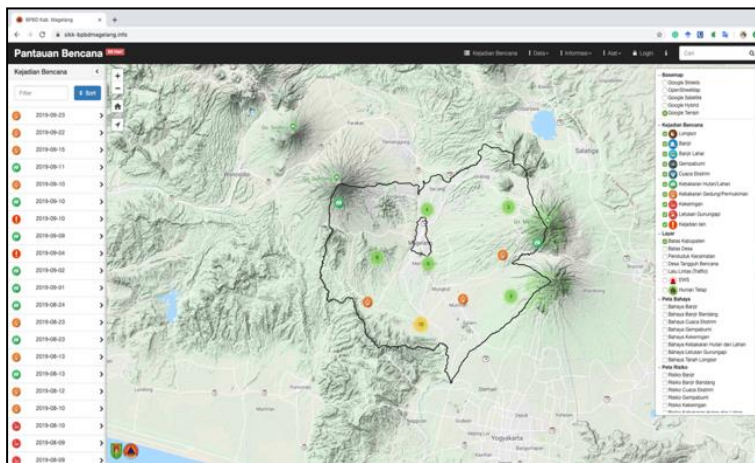 BPBD Kab. Magelang
sikk-bpbdmagelang.info
Pantauan Bencana
Kejadian Bencana
Data
Informasi
Alat
Login
Cari
Kejadian Bencana
Filter
Sort
2019-09-23
2019-09-22
2019-09-15
2019-09-11
2019-09-10
2019-09-10
2019-09-10
2019-09-09
2019-09-04
2019-09-02
2019-09-01
2019-08-24
2019-08-23
2019-08-23
2019-08-13
2019-08-13
2019-08-12
2019-08-10
2019-08-10
2019-08-09
2019-08-09
Parakan
Temanggung
Wonosobo
Salatiga
Magelang
Mungkid
Sleman
Yogyakarta
Basemap
Google Streets
OpenStreetMap
Google Satellite
Google Hybrid
Google Terrain
Kejadian Bencana
Longsor
Banjir
Banjir Lahar
Gempabumi
Cuaca Ekstrim
Kebakaran Hutan/Lahan
Kebakaran Gedung/Permukiman
Kekeringan
Letusan Gunungapi
Kejadian lain
Layer
Batas Kabupaten
Batas Desa
Penduduk Kecamatan
Desa Tangguh Bencana
Lalu Lintas (Traffic)
EWS
Hunian Tetap
Peta Bahaya
Bahaya Banjir
Bahaya Banjir Bandang
Bahaya Cuaca Ekstrim
Bahaya Gempabumi
Bahaya Kekeringan
Bahaya Kebakaran Hutan dan Lahan
Bahaya Letusan Gunungapi
Bahaya Tanah Longsor
Peta Risiko
Risiko Banjir
Risiko Banjir Bandang
Risiko Cuaca Ekstrim
Risiko Gempabumi
Risiko Kekeringan